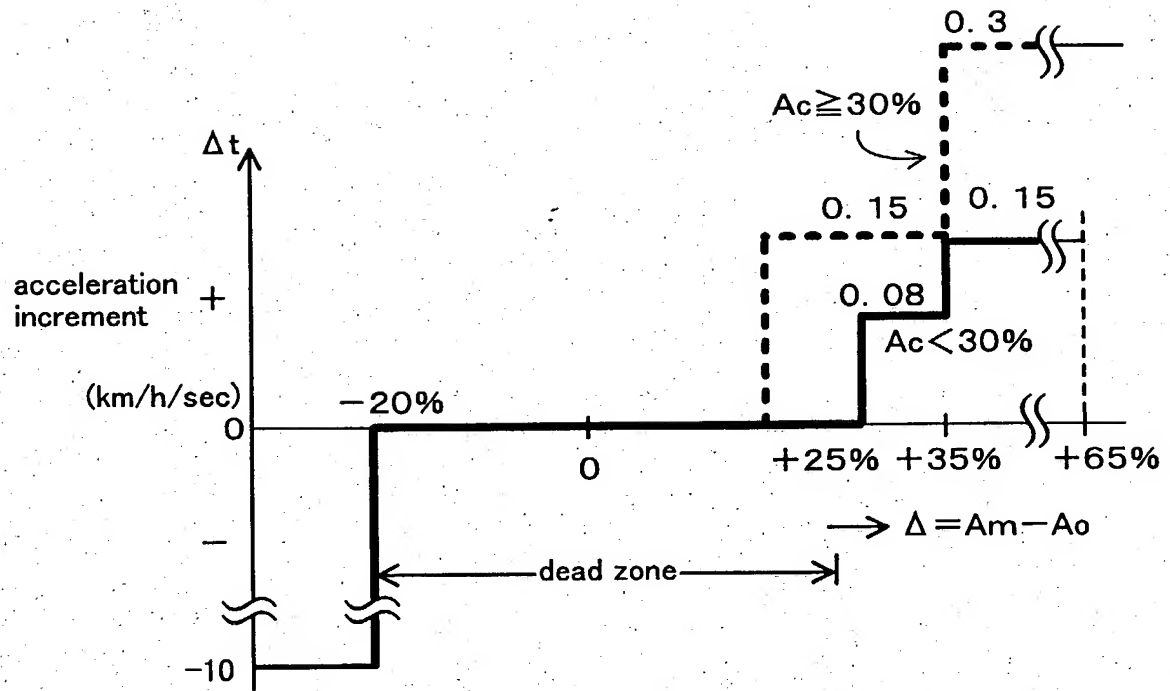 0. 3
Ac≧30%
Δt
0. 15
0. 15
acceleration
increment
+
0. 08
Ac<30%
(km/h/sec)
−20%
0
0
+25%
+35%
+65%
→ Δ=Am−Ao
−
dead zone
−10